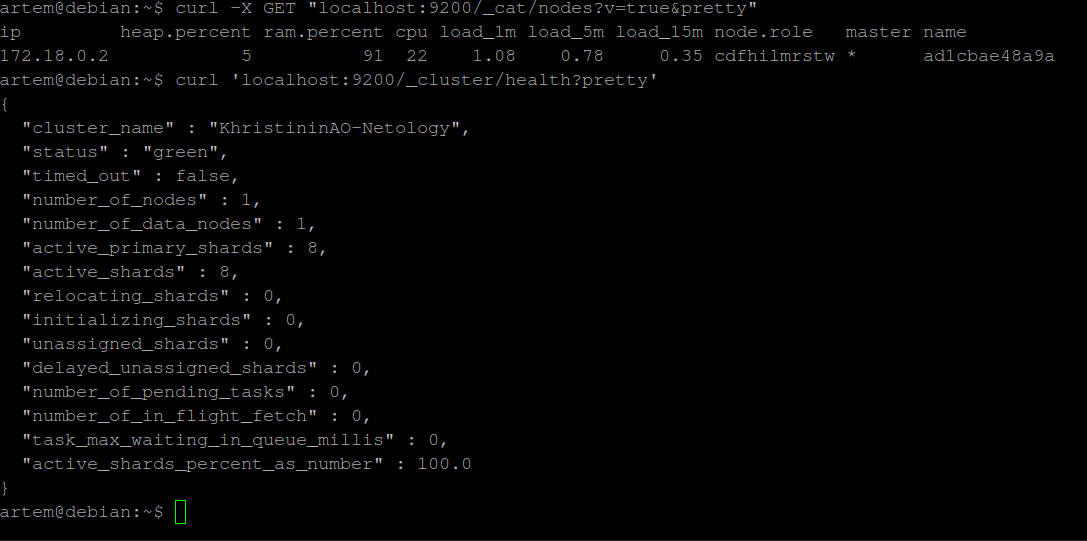 artem@debian:~$ curl -X GET "localhost:9200/_cat/nodes?v=true&pretty"
ip           heap.percent ram.percent cpu load_1m load_5m load_15m node.role   master name
172.18.0.2            5          91  22    1.08    0.78     0.35 cdfhilmrstw *      ad1cbae48a9a
artem@debian:~$ curl 'localhost:9200/_cluster/health?pretty'
{
  "cluster_name" : "KhristininAO-Netology",
  "status" : "green",
  "timed_out" : false,
  "number_of_nodes" : 1,
  "number_of_data_nodes" : 1,
  "active_primary_shards" : 8,
  "active_shards" : 8,
  "relocating_shards" : 0,
  "initializing_shards" : 0,
  "unassigned_shards" : 0,
  "delayed_unassigned_shards" : 0,
  "number_of_pending_tasks" : 0,
  "number_of_in_flight_fetch" : 0,
  "task_max_waiting_in_queue_millis" : 0,
  "active_shards_percent_as_number" : 100.0
}
artem@debian:~$